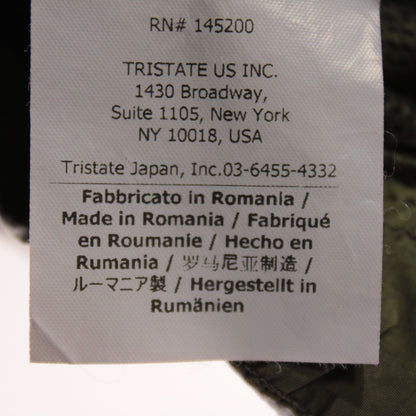 RN# 145200
TRISTATE US INC.
1430 Broadway,
Suite 1105, New York
NY 10018, USA
Tristate Japan, Inc.03-6455-4332
Fabbricato in Romania /
Made in Romania / Fabriqué
en Roumanie / Hecho en
Rumania / 罗马尼亚制造 /
ルーマニア製 / Hergestellt in
Rumänien